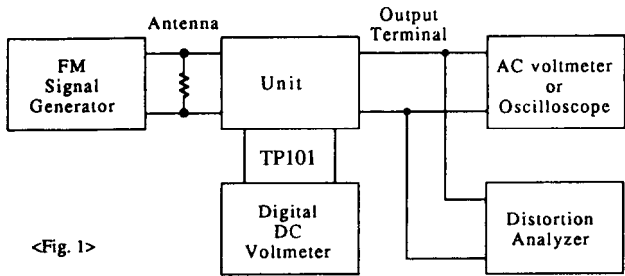 Antenna
Output
Terminal
FM
Signal
Generator
Unit
AC voltmeter
or
Oscilloscope
TP101
Digital
DC
Voltmeter
Distortion
Analyzer
<Fig. 1>